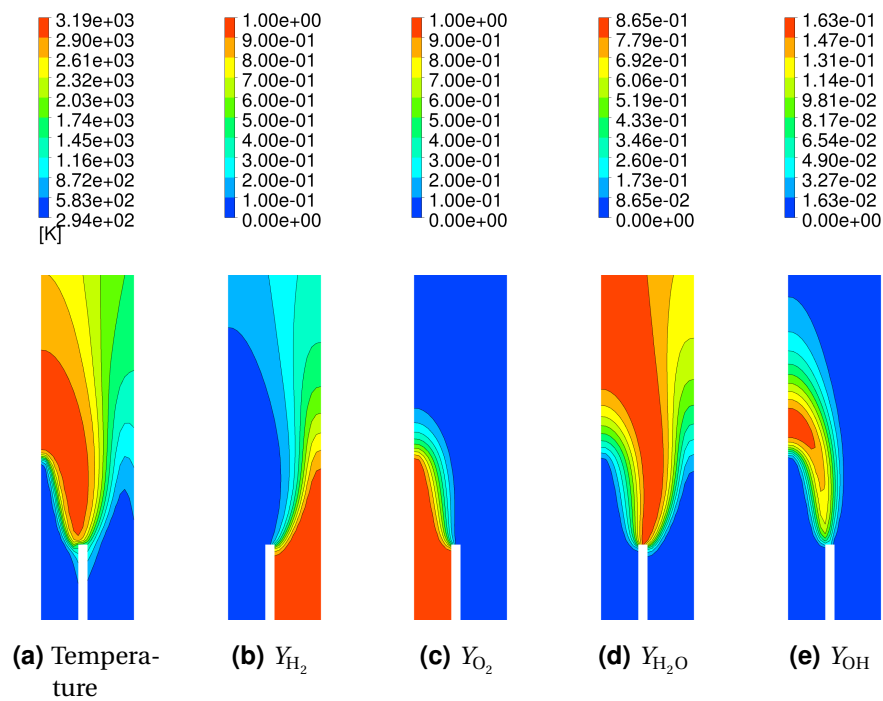 3.19e+03
2.90e+03
2.61e+03
2.32e+03
2.03e+03
1.74e+03
1.45e+03
1.16e+03
8.72e+02
5.83e+02
2.94e+02
[K]
1.00e+00
9.00e-01
8.00e-01
7.00e-01
6.00e-01
5.00e-01
4.00e-01
3.00e-01
2.00e-01
1.00e-01
0.00e+00
1.00e+00
9.00e-01
8.00e-01
7.00e-01
6.00e-01
5.00e-01
4.00e-01
3.00e-01
2.00e-01
1.00e-01
0.00e+00
8.65e-01
7.79e-01
6.92e-01
6.06e-01
5.19e-01
4.33e-01
3.46e-01
2.60e-01
1.73e-01
8.65e-02
0.00e+00
1.63e-01
1.47e-01
1.31e-01
1.14e-01
9.81e-02
8.17e-02
6.54e-02
4.90e-02
3.27e-02
1.63e-02
0.00e+00
(a) Tempera-
ture
(b) Y_H₂
(c) Y_O₂
(d) Y_H₂O
(e) Y_OH